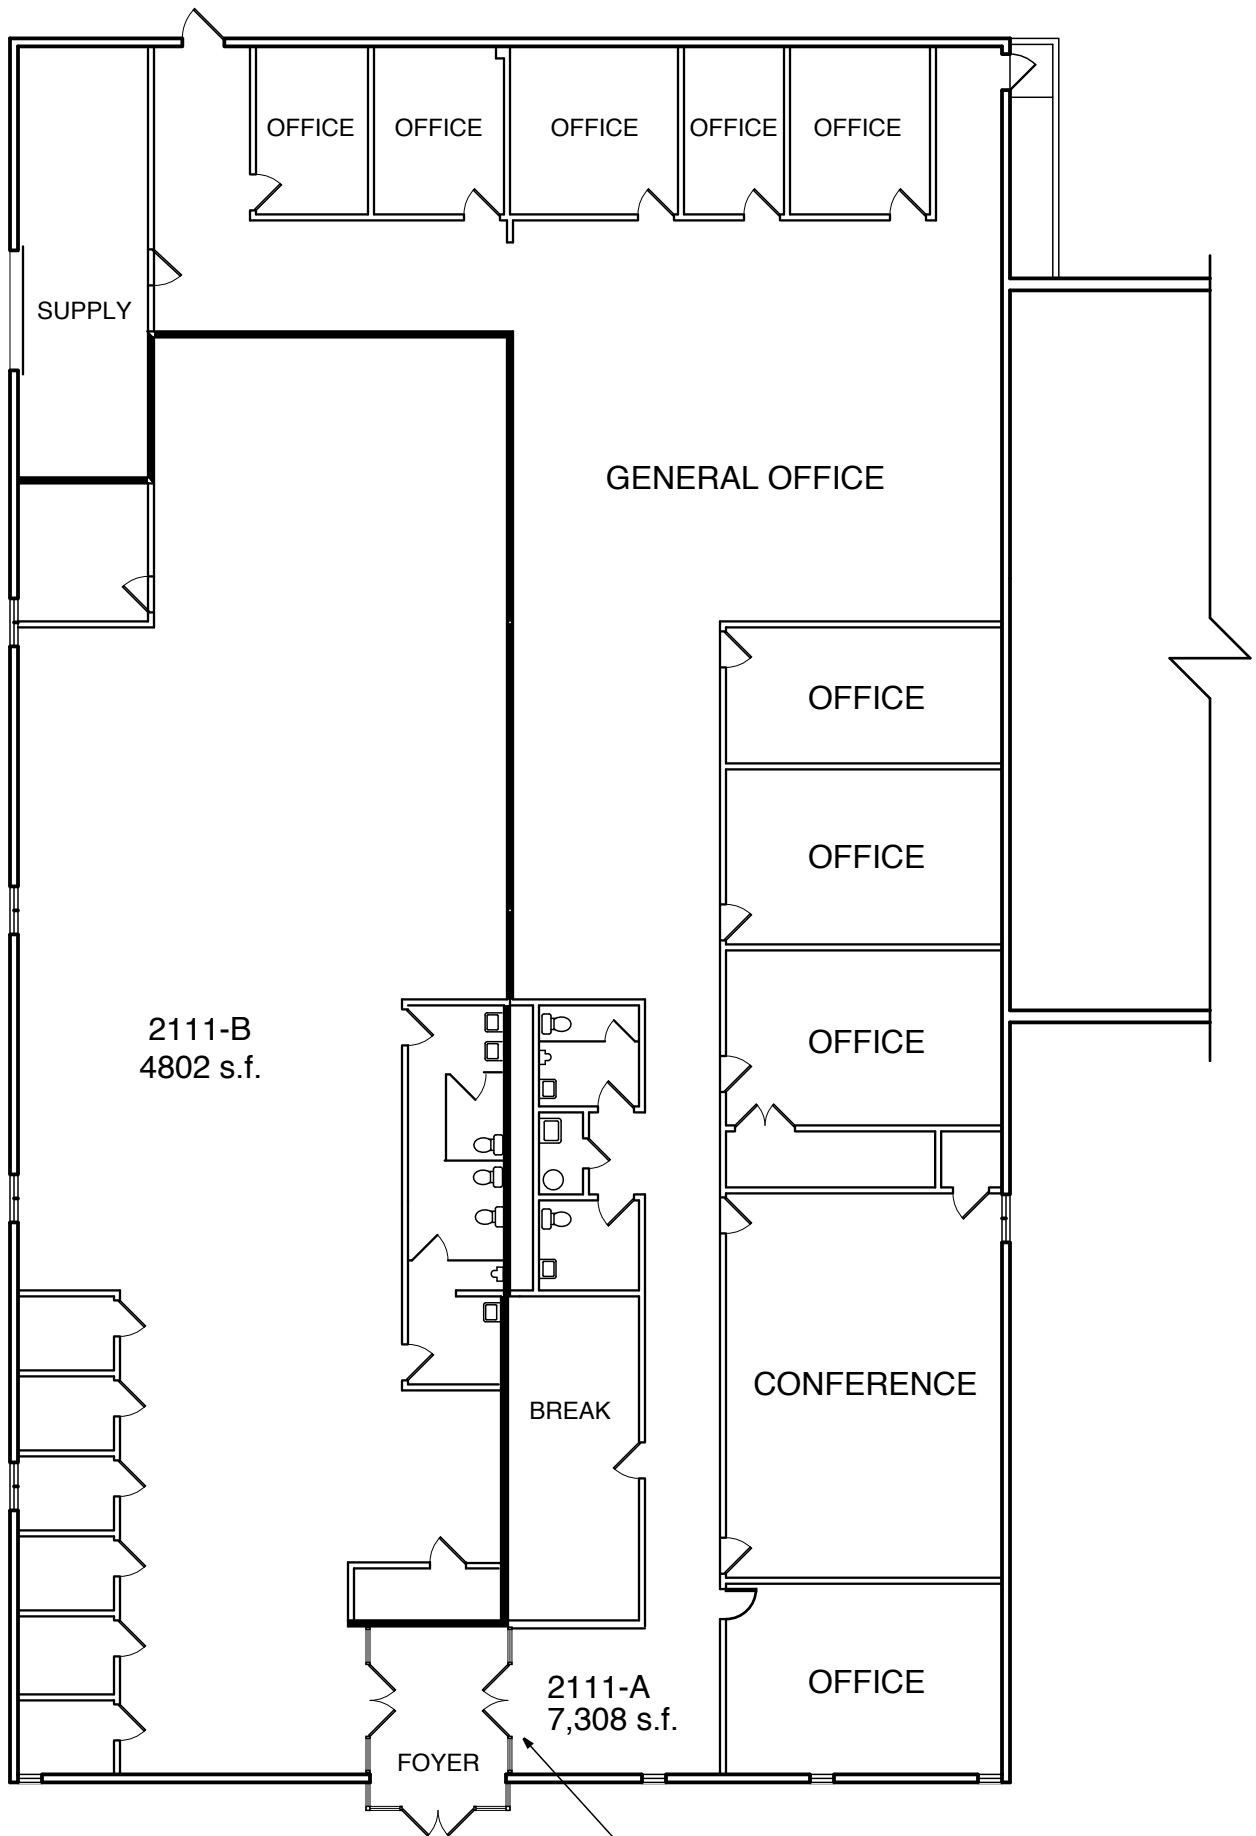 OFFICE
OFFICE
OFFICE
OFFICE
OFFICE
SUPPLY
GENERAL OFFICE
OFFICE
OFFICE
2111-B
4802 s.f.
OFFICE
CONFERENCE
BREAK
2111-A
7,308 s.f.
OFFICE
FOYER